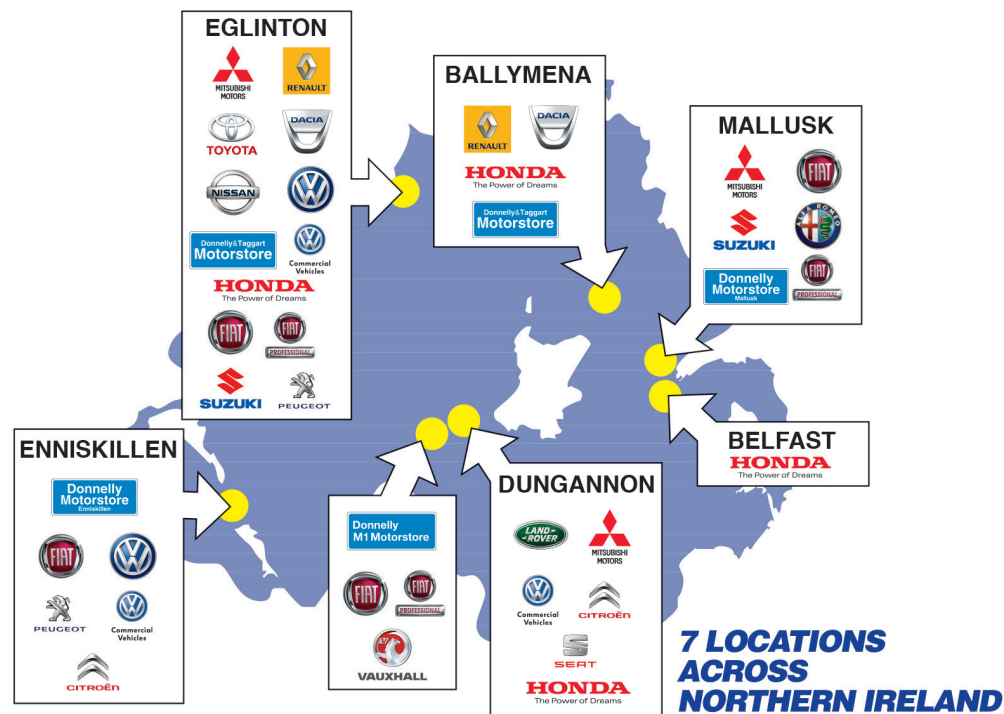 EGLINTON
MITSUBISHI
MOTORS
RENAULT
TOYOTA
DACIA
NISSAN
Donnelly&Taggart
Motorstore
Commercial
Vehicles
HONDA
The Power of Dreams
FIAT
FIAT
PROFESSIONAL
SUZUKI
PEUGEOT
BALLYMENA
RENAULT
DACIA
HONDA
The Power of Dreams
Donnelly&Taggart
Motorstore
MALLUSK
MITSUBISHI
MOTORS
FIAT
SUZUKI
ALFA ROMEO
Donnelly
Motorstore
Mallusk
FIAT
PROFESSIONAL
BELFAST
HONDA
The Power of Dreams
ENNISKILLEN
Donnelly
Motorstore
Enniskillen
FIAT
PEUGEOT
Commercial
Vehicles
CITROËN
Donnelly
M1 Motorstore
FIAT
FIAT
PROFESSIONAL
VAUXHALL
DUNGANNON
LAND-
ROVER
MITSUBISHI
MOTORS
Commercial
Vehicles
CITROËN
SEAT
HONDA
The Power of Dreams
7 LOCATIONS
ACROSS
NORTHERN IRELAND